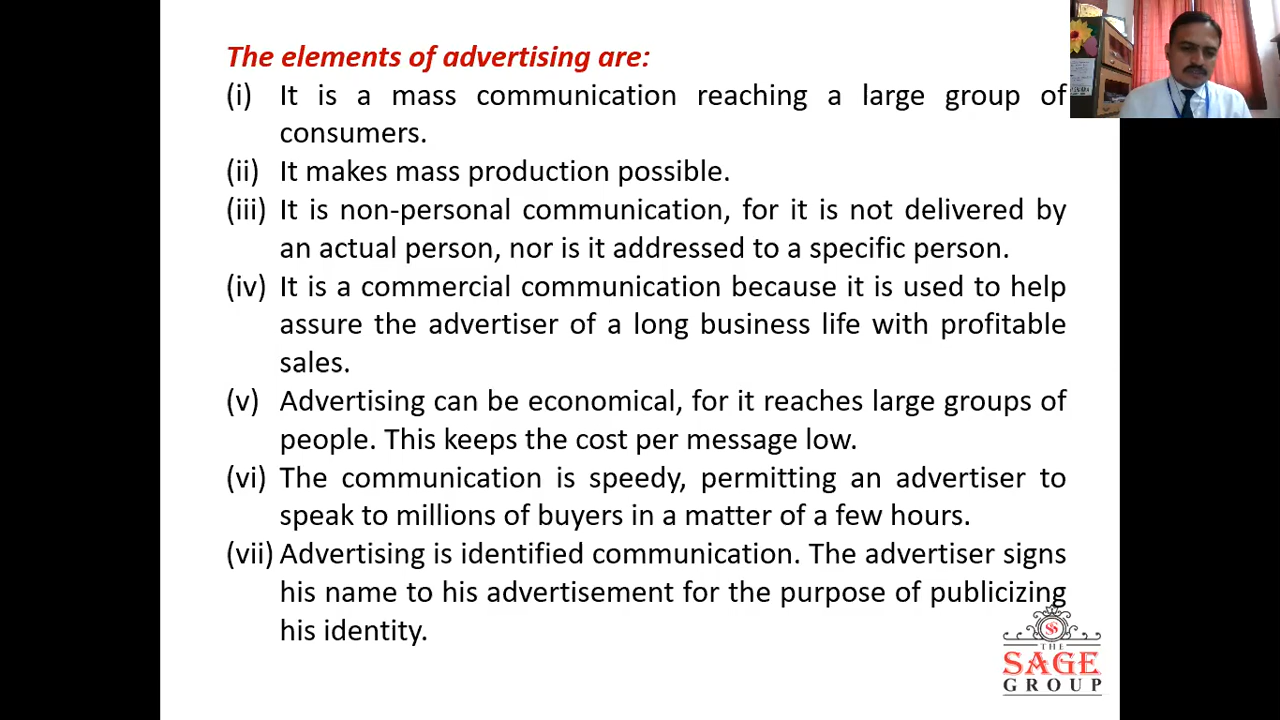 The elements of advertising are:
(i) It is a mass communication reaching a large group of
consumers.
(ii) It makes mass production possible.
(iii) It is non-personal communication, for it is not delivered by
an actual person, nor is it addressed to a specific person.
(iv) It is a commercial communication because it is used to help
assure the advertiser of a long business life with profitable
sales.
(v) Advertising can be economical, for it reaches large groups of
people. This keeps the cost per message low.
(vi) The communication is speedy, permitting an advertiser to
speak to millions of buyers in a matter of a few hours.
(vii) Advertising is identified communication. The advertiser signs
his name to his advertisement for the purpose of publicizing
his identity.
THE
SAGE
GROUP